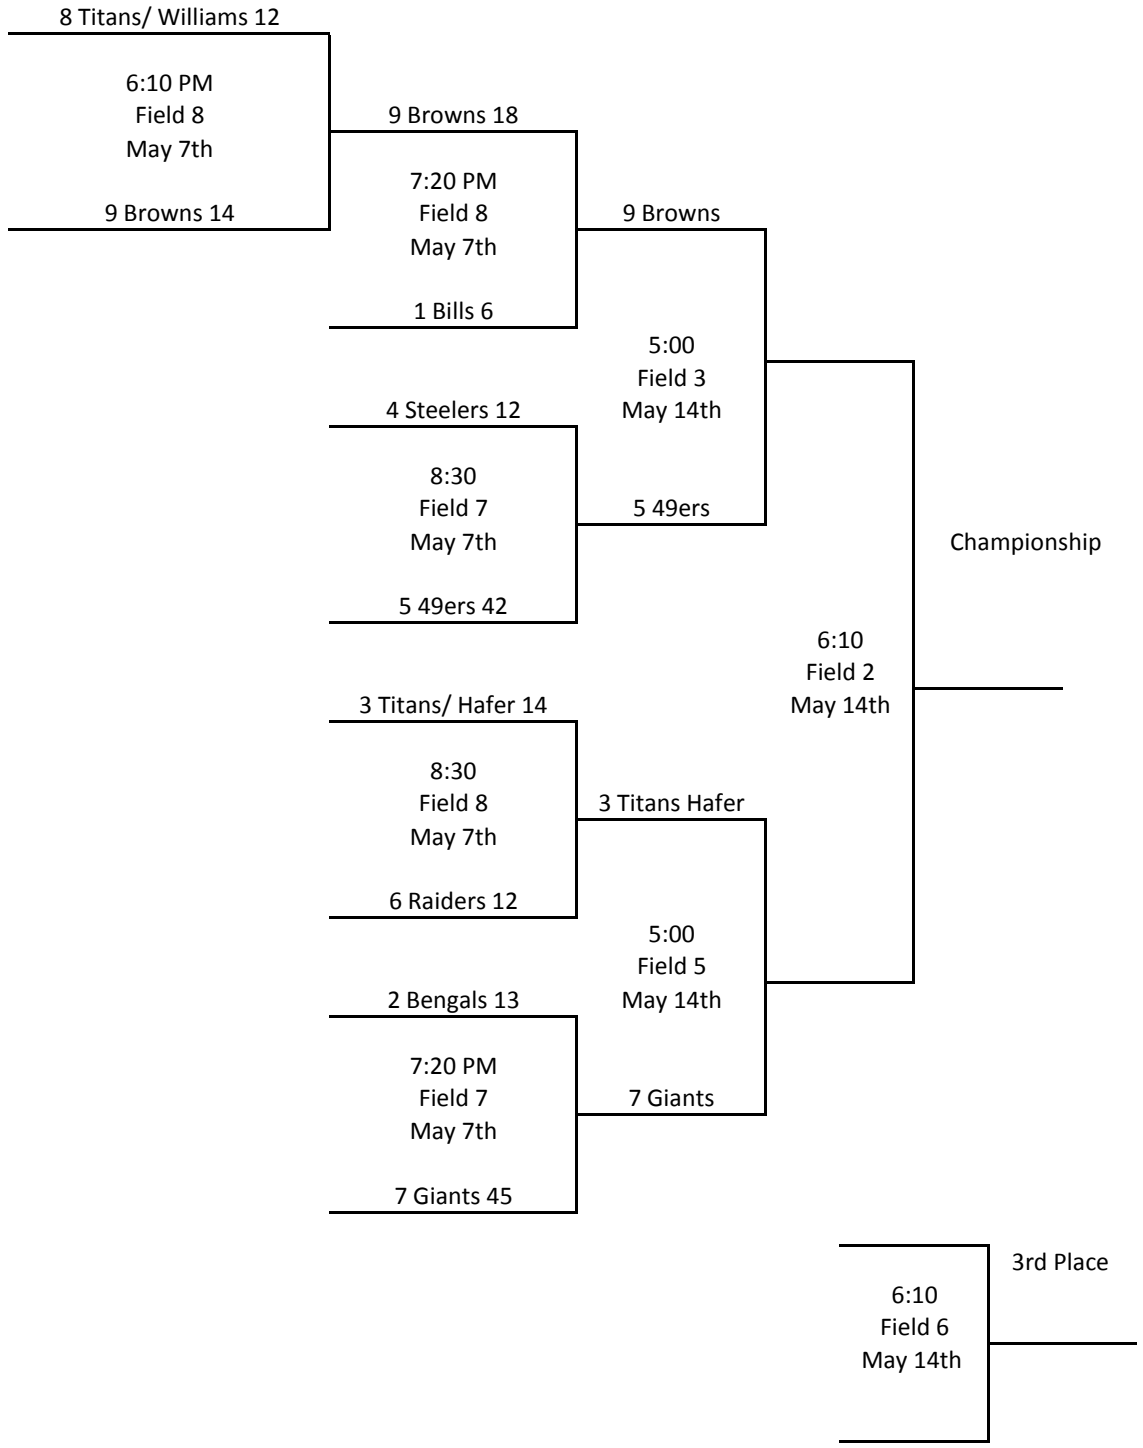 8 Titans/ Williams 12
6:10 PM
Field 8
May 7th
9 Browns 14
9 Browns 18
7:20 PM
Field 8
May 7th
1 Bills 6
9 Browns
5:00
Field 3
May 14th
4 Steelers 12
8:30
Field 7
May 7th
5 49ers 42
5 49ers
Championship
6:10
Field 2
May 14th
3 Titans/ Hafer 14
8:30
Field 8
May 7th
6 Raiders 12
3 Titans Hafer
5:00
Field 5
May 14th
2 Bengals 13
7:20 PM
Field 7
May 7th
7 Giants 45
7 Giants
3rd Place
6:10
Field 6
May 14th